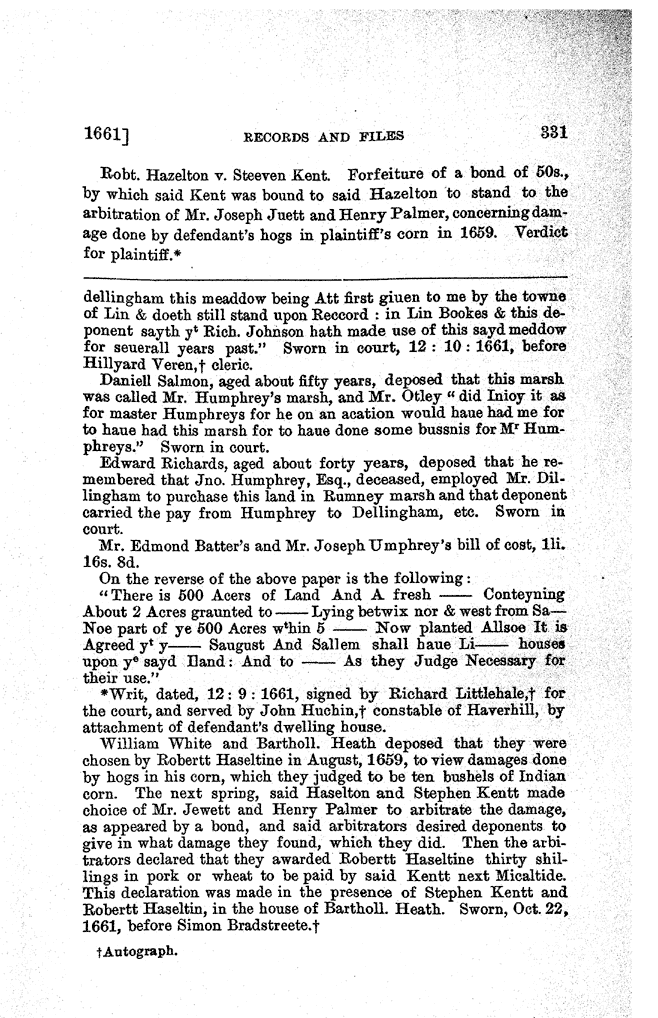 1661]
RECORDS AND FILES
331
Robt. Hazelton v. Steeven Kent. Forfeiture of a bond of 50s.,
by which said Kent was bound to said Hazelton to stand to the
arbitration of Mr. Joseph Juett and Henry Palmer, concerning dam-
age done by defendant's hogs in plaintiff's corn in 1659. Verdict
for plaintiff.*
dellingham this meaddow being Att first giuen to me by the towne
of Lin & doeth still stand upon Reccord : in Lin Bookes & this de-
ponent sayth yᵗ Rich. Johnson hath made use of this sayd meddow
for seuerall years past." Sworn in court, 12 : 10 : 1661, before
Hillyard Veren,† cleric.
Daniell Salmon, aged about fifty years, deposed that this marsh
was called Mr. Humphrey's marsh, and Mr. Otley "did Inioy it as
for master Humphreys for he on an acation would haue had me for
to haue had this marsh for to haue done some bussnis for Mʳ Hum-
phreys." Sworn in court.
Edward Richards, aged about forty years, deposed that he re-
membered that Jno. Humphrey, Esq., deceased, employed Mr. Dil-
lingham to purchase this land in Rumney marsh and that deponent
carried the pay from Humphrey to Dellingham, etc. Sworn in
court.
Mr. Edmond Batter's and Mr. Joseph Umphrey's bill of cost, 1li.
16s. 8d.
On the reverse of the above paper is the following :
"There is 500 Acers of Land And A fresh —— Conteyning
About 2 Acres graunted to —— Lying betwix nor & west from Sa—
Noe part of ye 500 Acres wᵗhin 5 —— Now planted Allsoe It is
Agreed yᵗ y—— Saugust And Sallem shall haue Li—— houses
upon yᵉ sayd Iland : And to —— As they Judge Necessary for
their use."
*Writ, dated, 12 : 9 : 1661, signed by Richard Littlehale,† for
the court, and served by John Huchin,† constable of Haverhill, by
attachment of defendant's dwelling house.
William White and Bartholl. Heath deposed that they were
chosen by Robertt Haseltine in August, 1659, to view damages done
by hogs in his corn, which they judged to be ten bushels of Indian
corn. The next spring, said Haselton and Stephen Kentt made
choice of Mr. Jewett and Henry Palmer to arbitrate the damage,
as appeared by a bond, and said arbitrators desired deponents to
give in what damage they found, which they did. Then the arbi-
trators declared that they awarded Robertt Haseltine thirty shil-
lings in pork or wheat to be paid by said Kentt next Micaltide.
This declaration was made in the presence of Stephen Kentt and
Robertt Haseltin, in the house of Bartholl. Heath. Sworn, Oct. 22,
1661, before Simon Bradstreete.†
†Autograph.